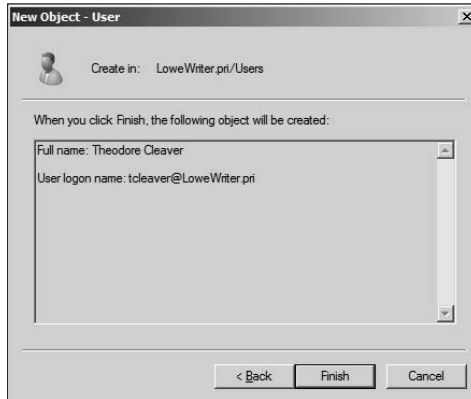 New Object - User
Create in: LoweWriter.pri/Users
When you click Finish, the following object will be created:
Full name: Theodore Cleaver
User logon name: tcleaver@LoweWriter.pri
< Back Finish Cancel